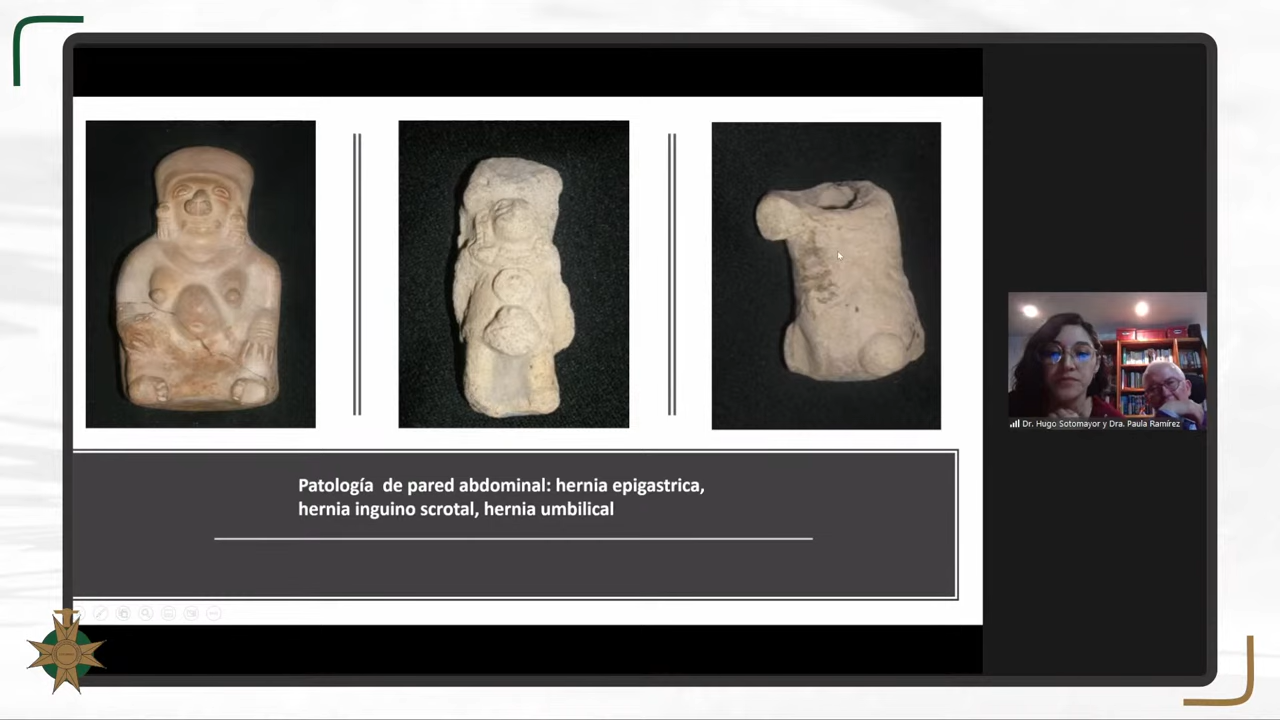 Patología  de pared abdominal: hernia epigastrica,
hernia inguino scrotal, hernia umbilical
Dr. Hugo Sotomayor y Dra. Paula Ramírez